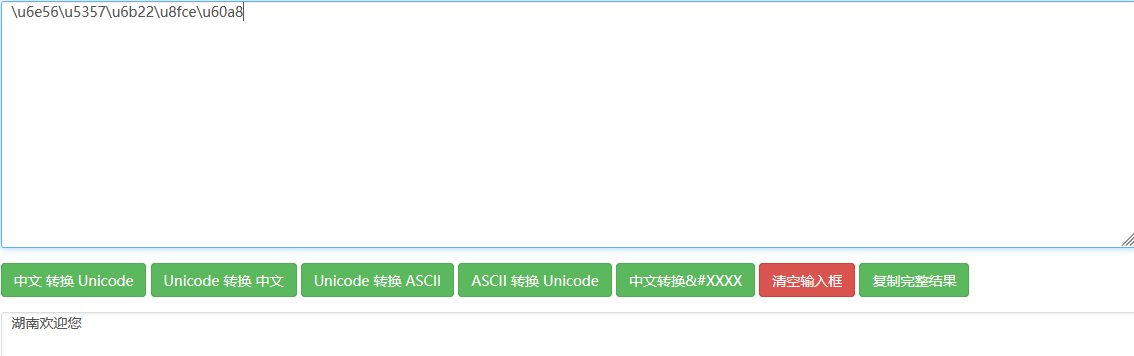 \u6e56\u5357\u6b22\u8fce\u60a8
中文 转换 Unicode Unicode 转换 中文 Unicode 转换 ASCII ASCII 转换 Unicode 中文转换&#XXXX 清空输入框 复制完整结果
湖南欢迎您